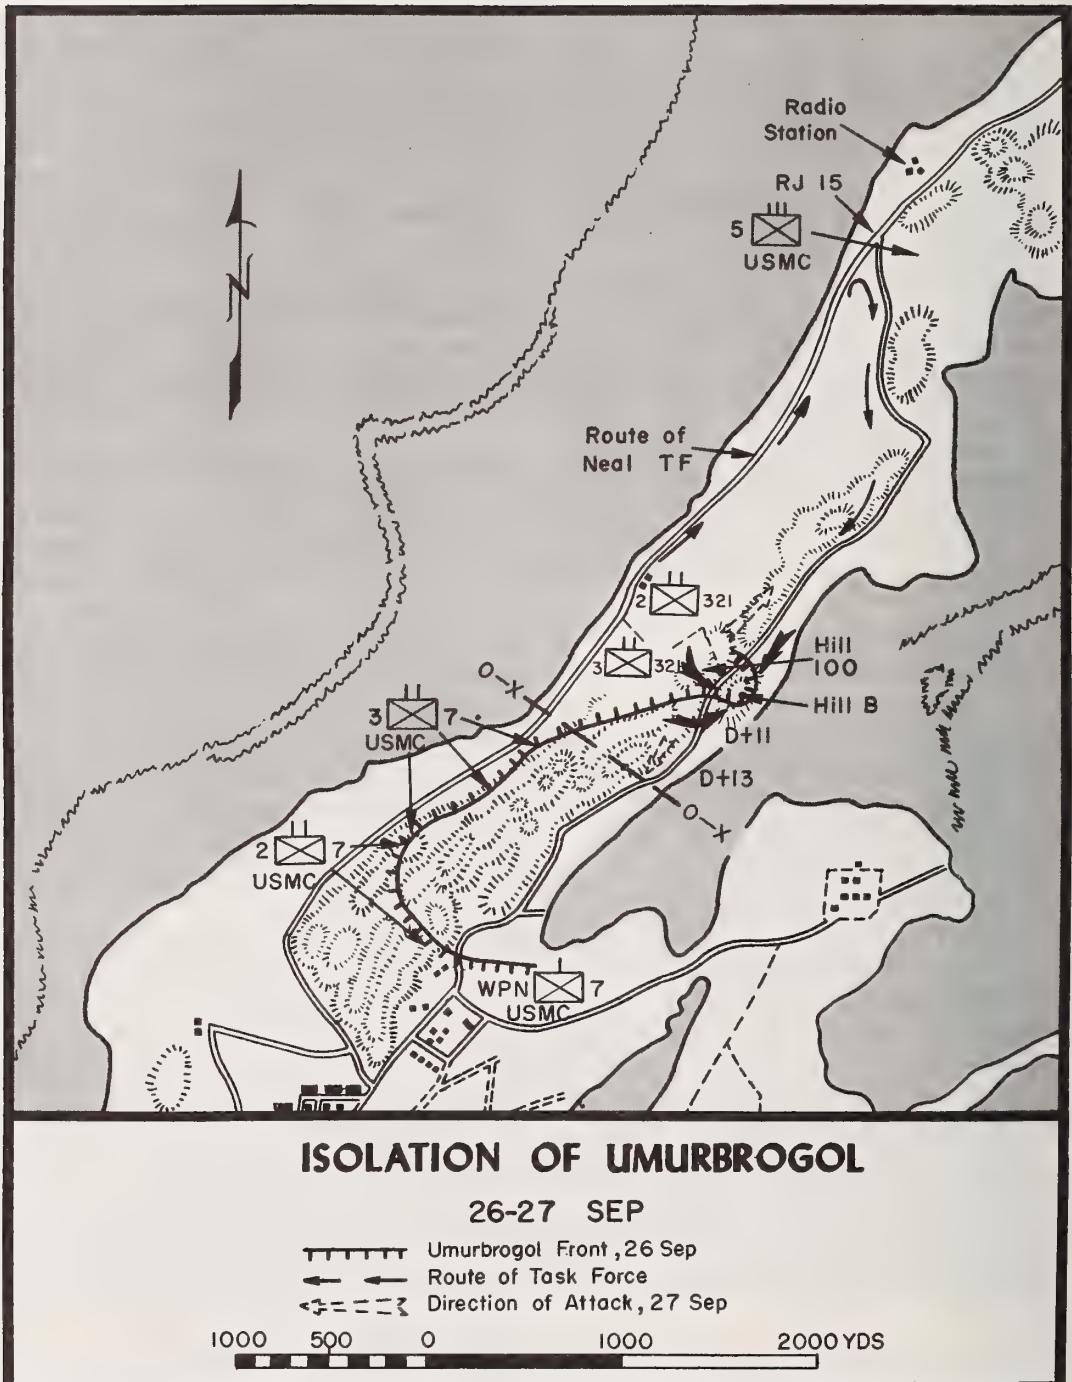 Radio
Station
RJ 15
5
USMC
N
Route of
Neal TF
2 321
3 321
Hill
100
O-X
Hill B
3 7
USMC
D+11
D+13
O-X
2 7
USMC
WPN 7
USMC
ISOLATION OF UMURBROGOL
26-27 SEP
Umurbrogol Front, 26 Sep
Route of Task Force
Direction of Attack, 27 Sep
1000 500 0 1000 2000 YDS